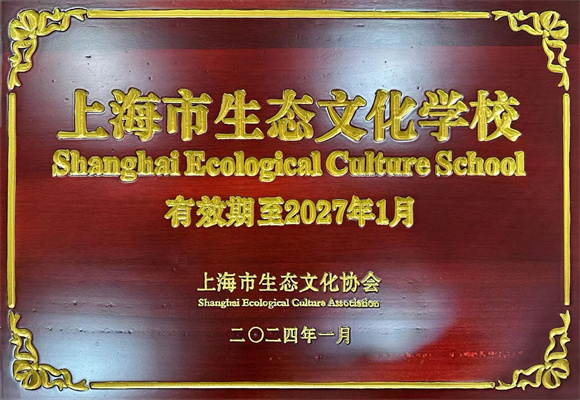 上海市生态文化学校
Shanghai Ecological Culture School
有效期至2027年1月
上海市生态文化协会
Shanghai Ecological Culture Association
二〇二四年一月